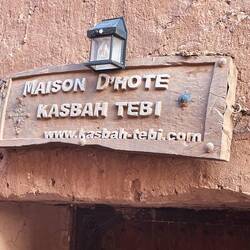 MAISON D'HOTE
KASBAH TEBI
www.kasbah-tebi.com